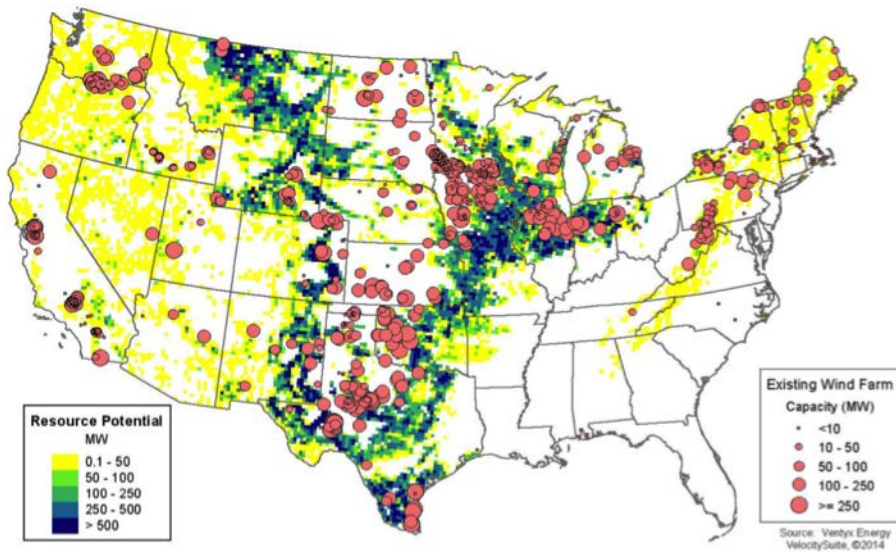 Resource Potential
MW
0.1 - 50
50 - 100
100 - 250
250 - 500
> 500
Existing Wind Farm
Capacity (MW)
<10
10 - 50
50 - 100
100 - 250
>= 250
Source: Ventyx Energy
VelocitySuite, ©2014